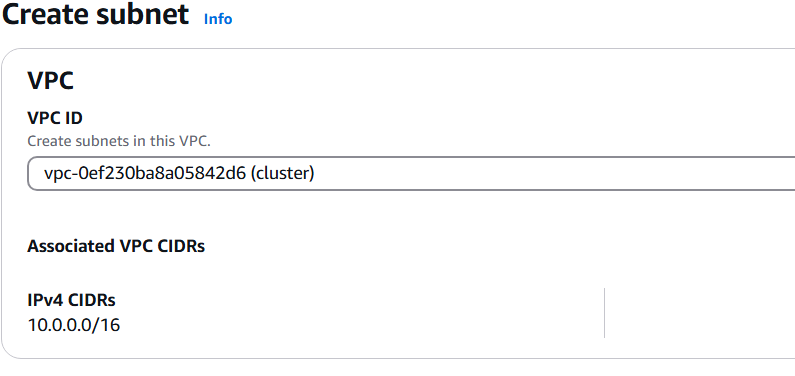 Create subnet Info
VPC
VPC ID
Create subnets in this VPC.
vpc-0ef230ba8a05842d6 (cluster)
Associated VPC CIDRs
IPv4 CIDRs
10.0.0.0/16